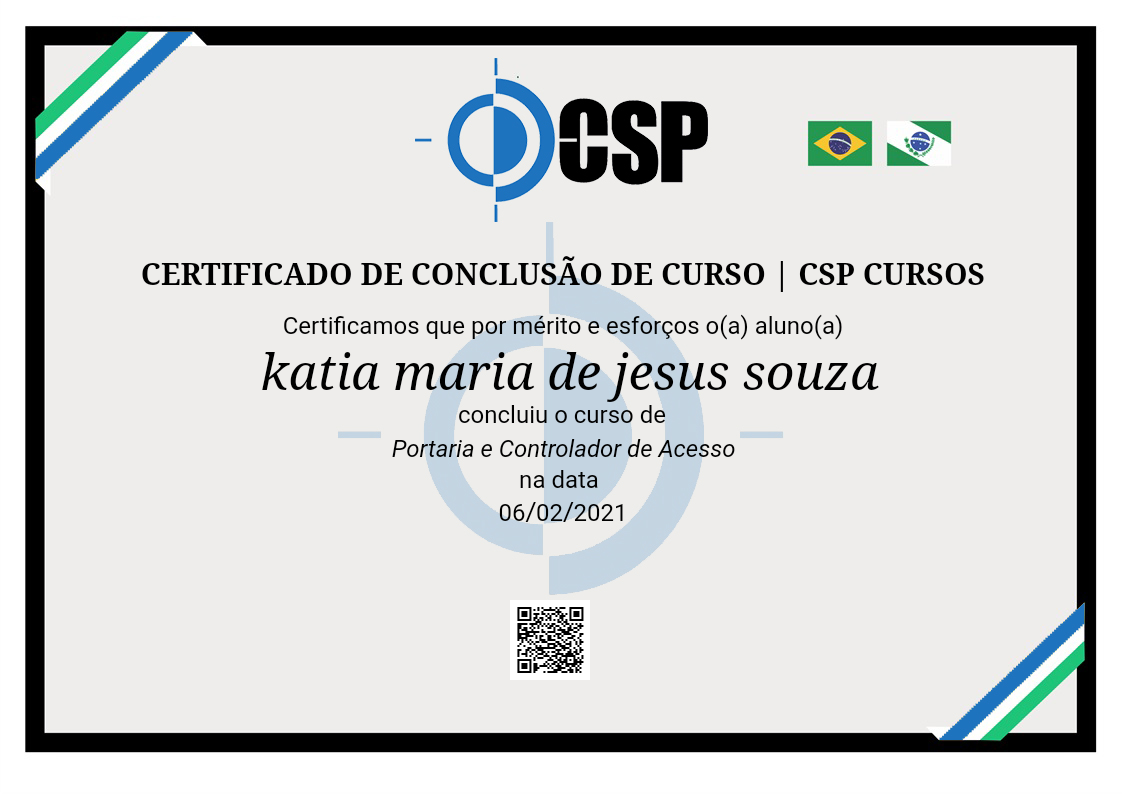 CSP
CERTIFICADO DE CONCLUSÃO DE CURSO | CSP CURSOS
Certificamos que por mérito e esforços o(a) aluno(a)
katia maria de jesus souza
concluiu o curso de
Portaria e Controlador de Acesso
na data
06/02/2021